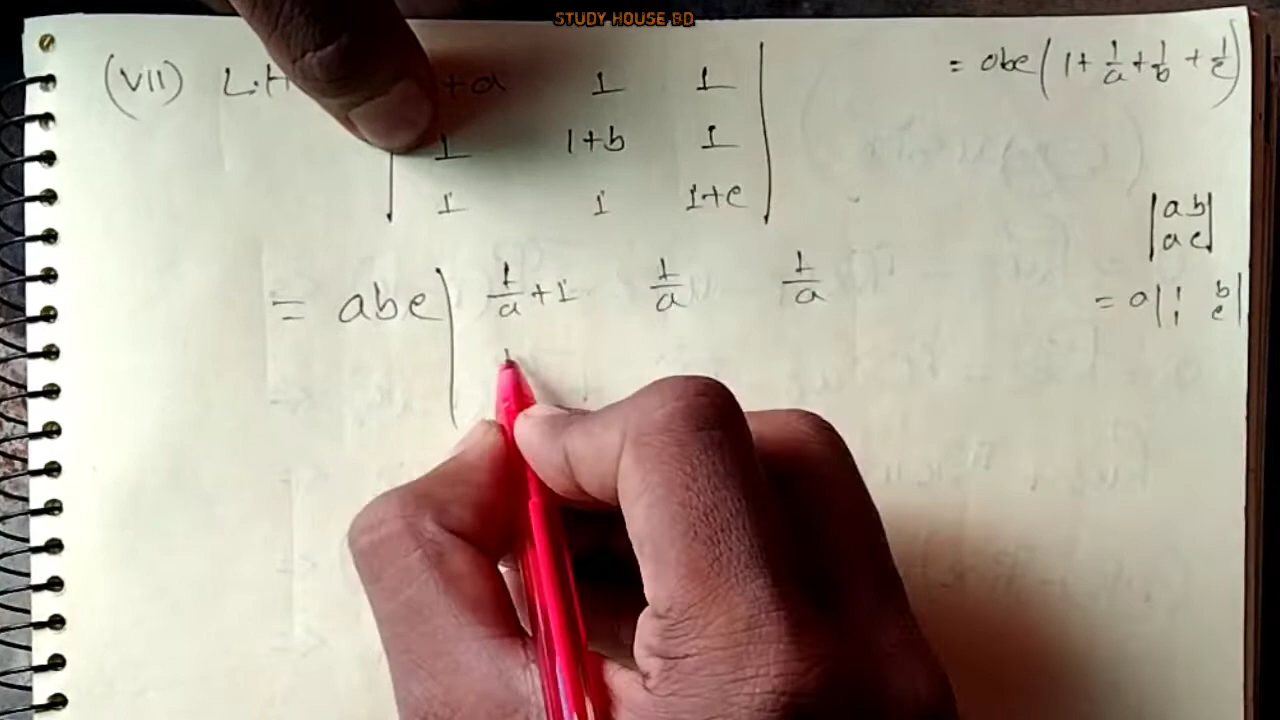 STUDY HOUSE BD
(VII) L.H +a 1 1
1 1+b 1
1 1 1+c
= abc(1+1/a+1/b+1/c)
|a b|
|a c|
= a|1 b|
|1 c|
= abc| 1/a+1 1/a 1/a